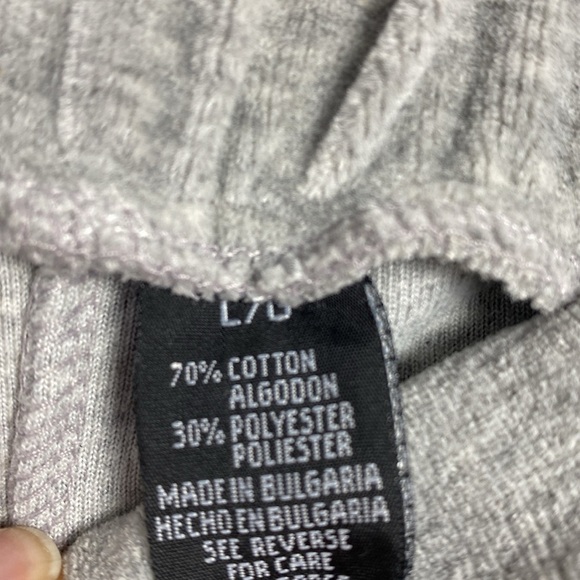 L/G
70% COTTON
ALGODON
30% POLYESTER
POLIESTER
MADE IN BULGARIA
HECHO EN BULGARIA
SEE REVERSE
FOR CARE